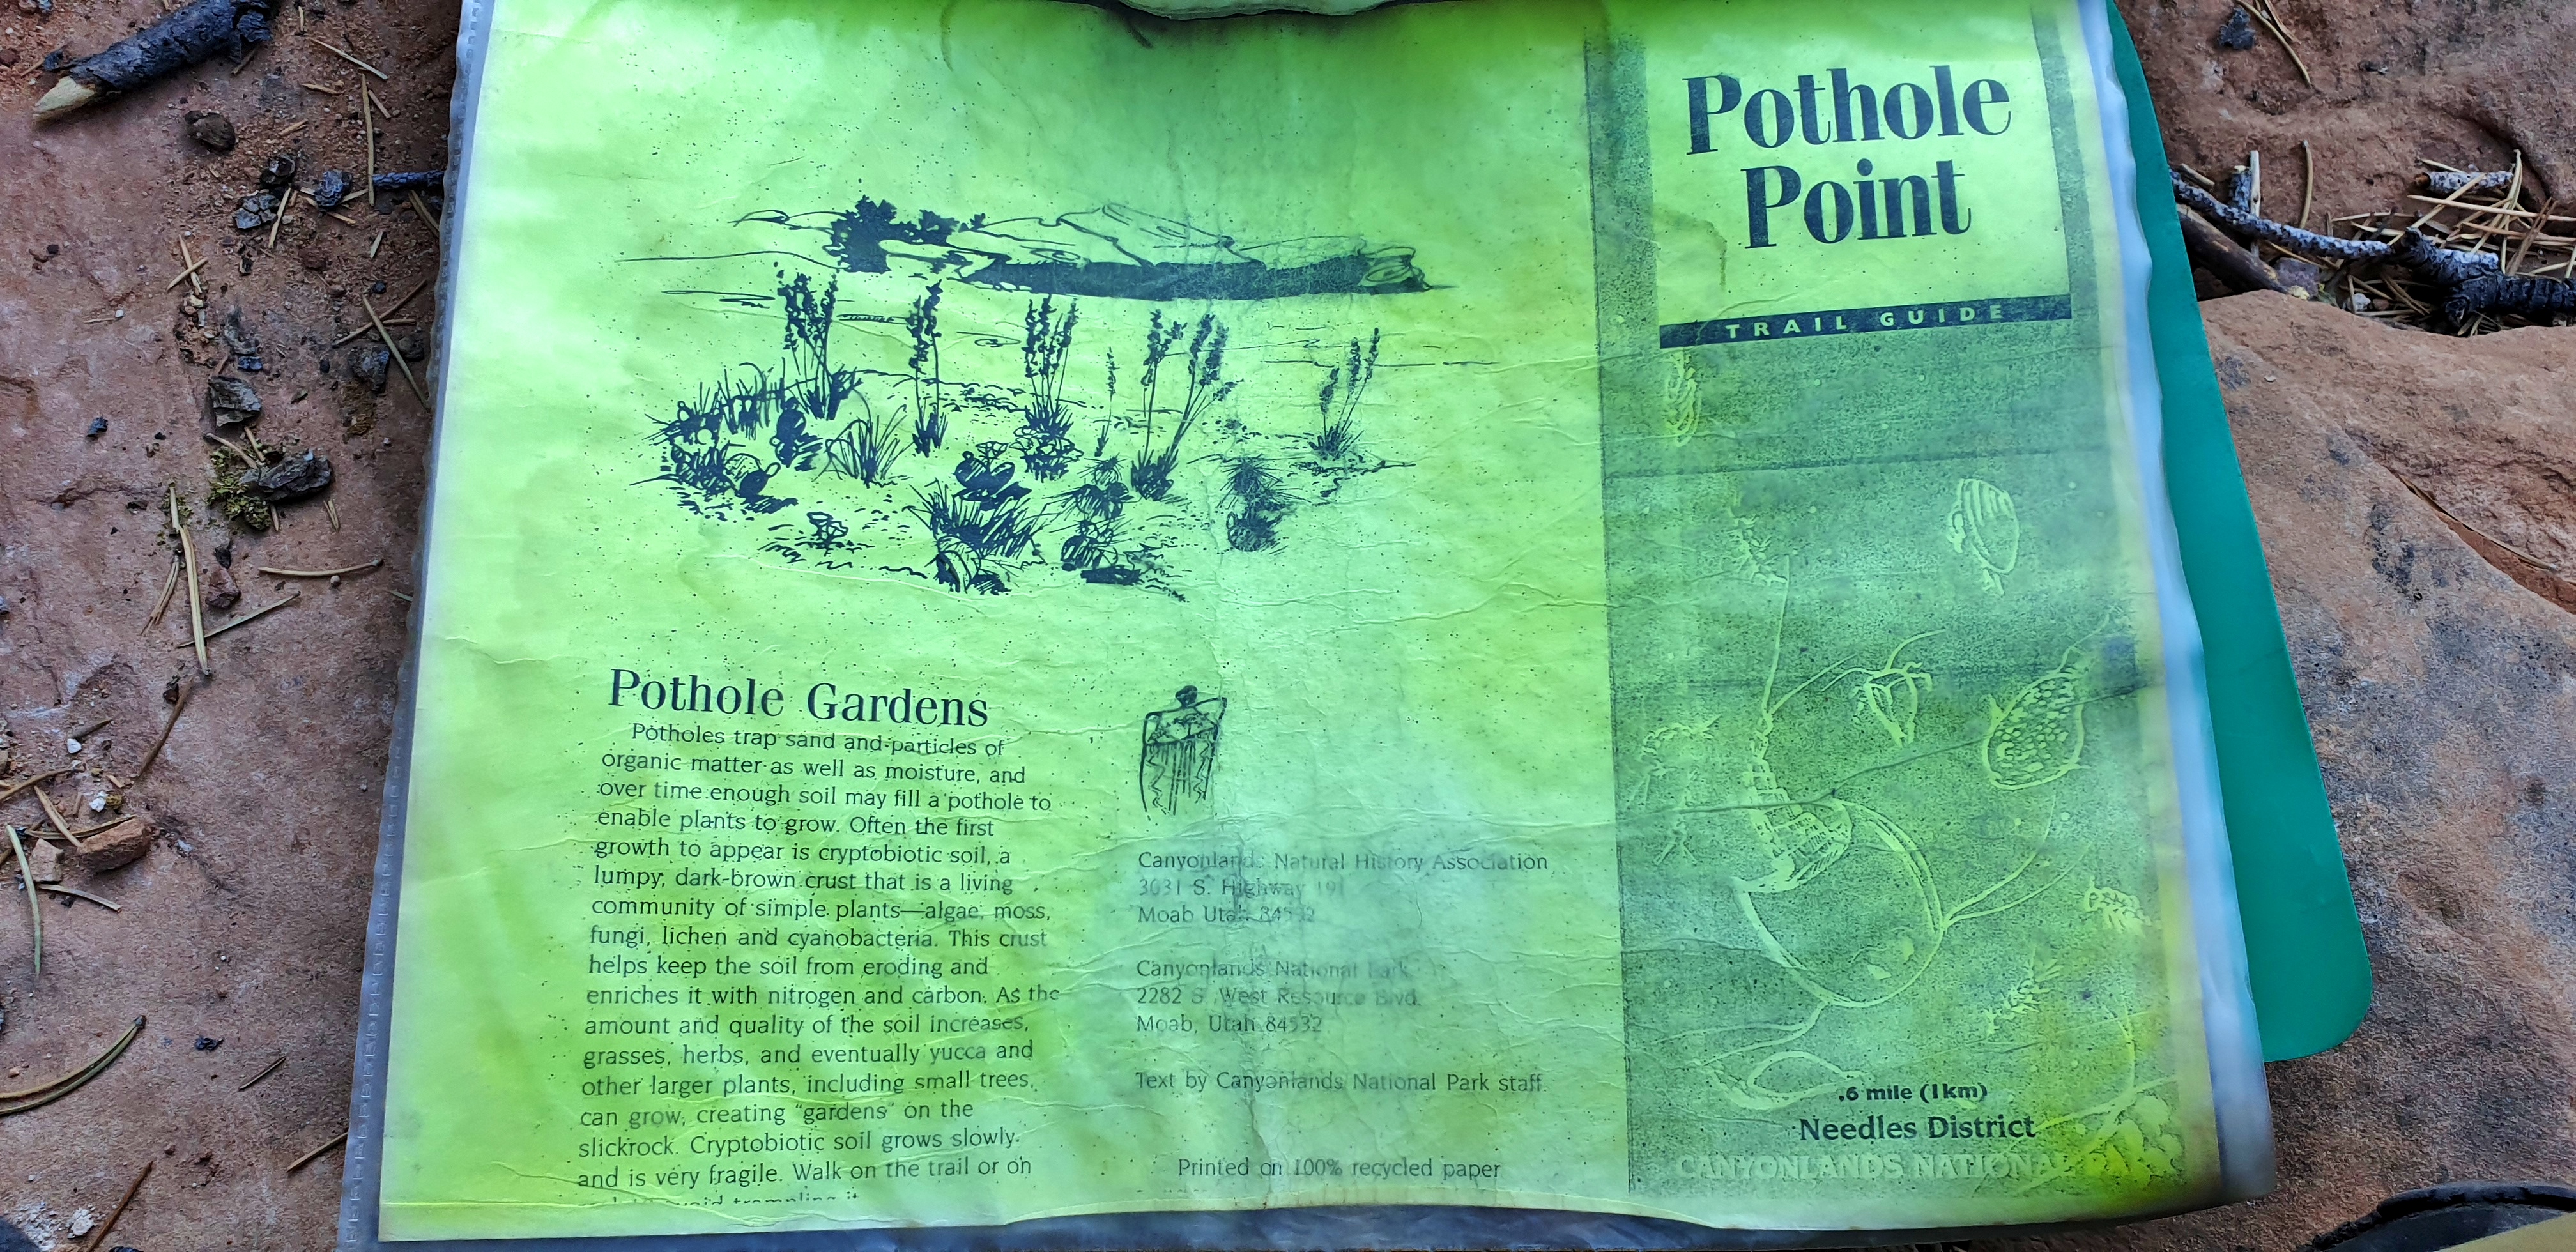 Pothole
Point
TRAIL GUIDE
Pothole Gardens
Potholes trap sand and particles of
organic matter as well as moisture, and
over time enough soil may fill a pothole to
enable plants to grow. Often the first
growth to appear is cryptobiotic soil, a
lumpy, dark-brown crust that is a living
community of simple plants—algae, moss,
fungi, lichen and cyanobacteria. This crust
helps keep the soil from eroding and
enriches it with nitrogen and carbon. As the
amount and quality of the soil increases,
grasses, herbs, and eventually yucca and
other larger plants, including small trees,
can grow, creating "gardens" on the
slickrock. Cryptobiotic soil grows slowly
and is very fragile. Walk on the trail or on
trampling it.
Canyonlands Natural History Association
3031 S. Highway 191
Moab Utah 84532
Canyonlands National Park
2282 S. West Resource Blvd.
Moab, Utah 84532
Text by Canyonlands National Park staff.
Printed on 100% recycled paper
.6 mile (1km)
Needles District
CANYONLANDS NATIONAL